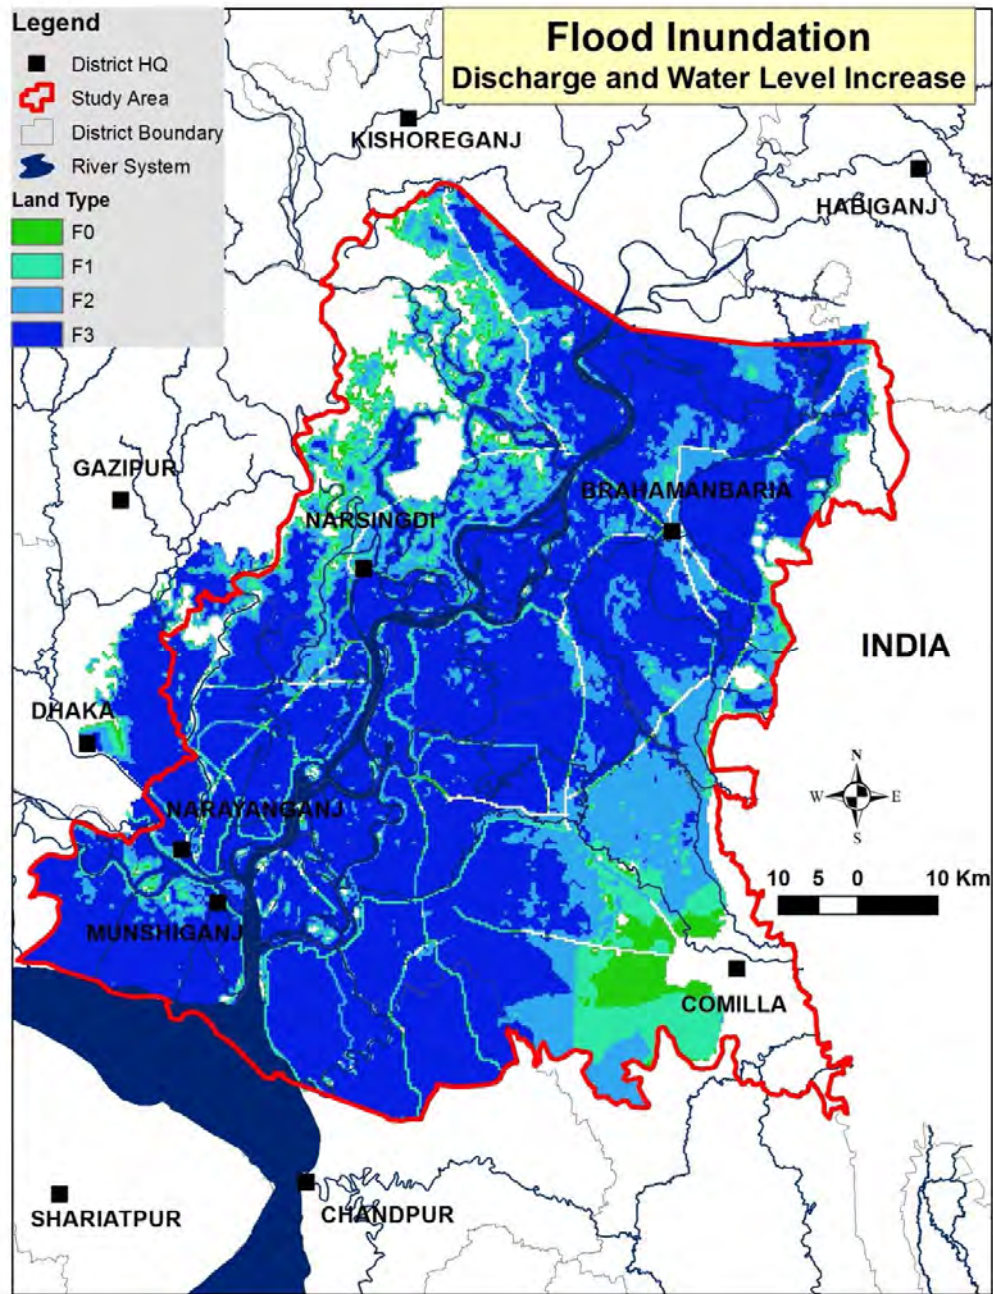 Legend
District HQ
Study Area
District Boundary
River System
Land Type
F0
F1
F2
F3
Flood Inundation
Discharge and Water Level Increase
KISHOREGANJ
HABIGANJ
GAZIPUR
BRAHAMANBARIA
NARSINGDI
INDIA
DHAKA
N
W E
S
NARAYANGANJ
10 5 0 10 Km
MUNSHIGANJ
COMILLA
SHARIATPUR
CHANDPUR